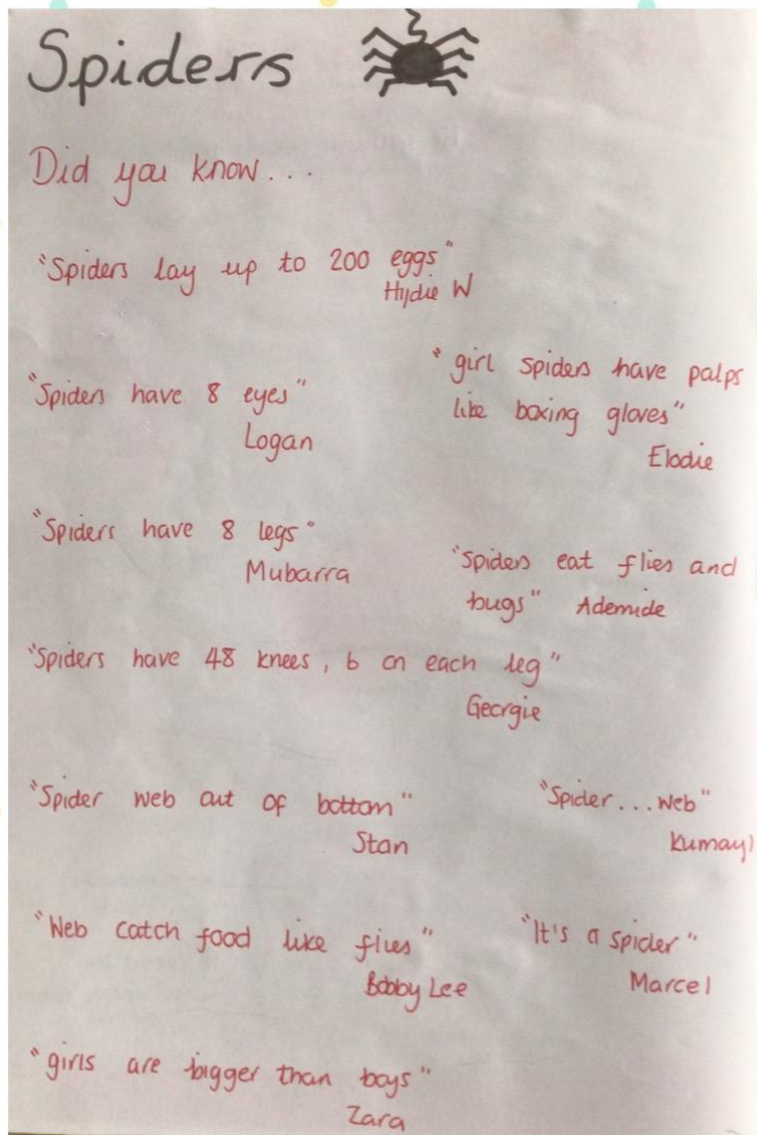 Spiders
Did you know...
"Spiders lay up to 200 eggs"
Hydie W
"Spiders have 8 eyes"
Logan
"girl spiders have palps
like boxing gloves"
Elodie
"Spiders have 8 legs"
Mubarra
"Spiders eat flies and
bugs" Ademide
"Spiders have 48 knees, 6 on each leg"
Georgie
"Spider web out of bottom"
Stan
"Spider...web"
Kumayl
"Web catch food like flies"
Bobby Lee
"It's a spider"
Marcel
"girls are bigger than boys"
Zara